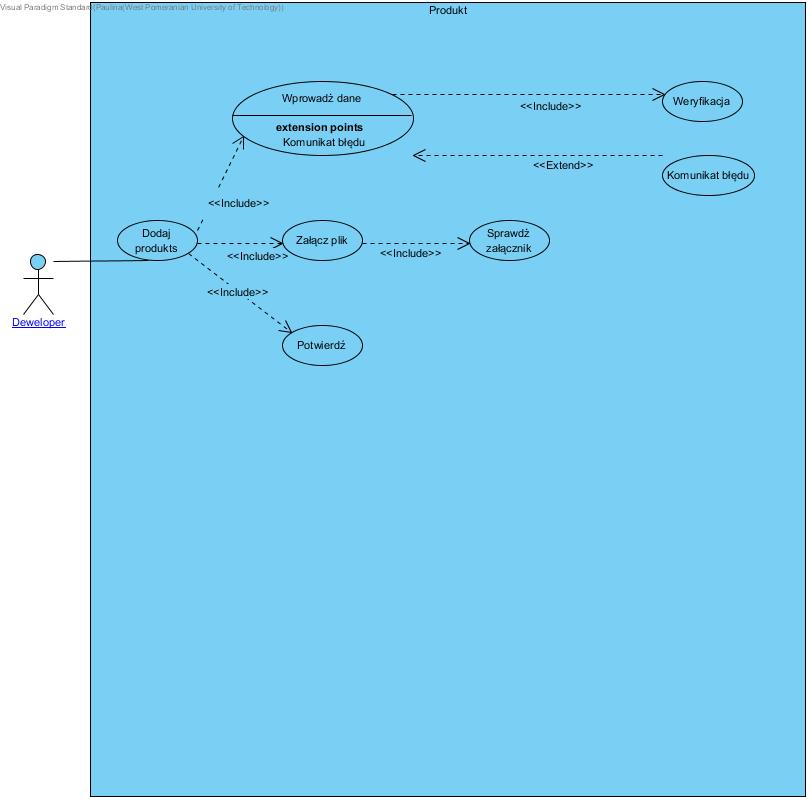 Visual Paradigm Standard(Paulina(West Pomeranian University of Technology))
Produkt
Wprowadź dane
extension points
Komunikat błędu
<<Include>>
Weryfikacja
<<Extend>>
Komunikat błędu
<<Include>>
Dodaj
produkts
<<Include>>
Załącz plik
<<Include>>
Sprawdź
załącznik
<<Include>>
Potwierdź
Deweloper